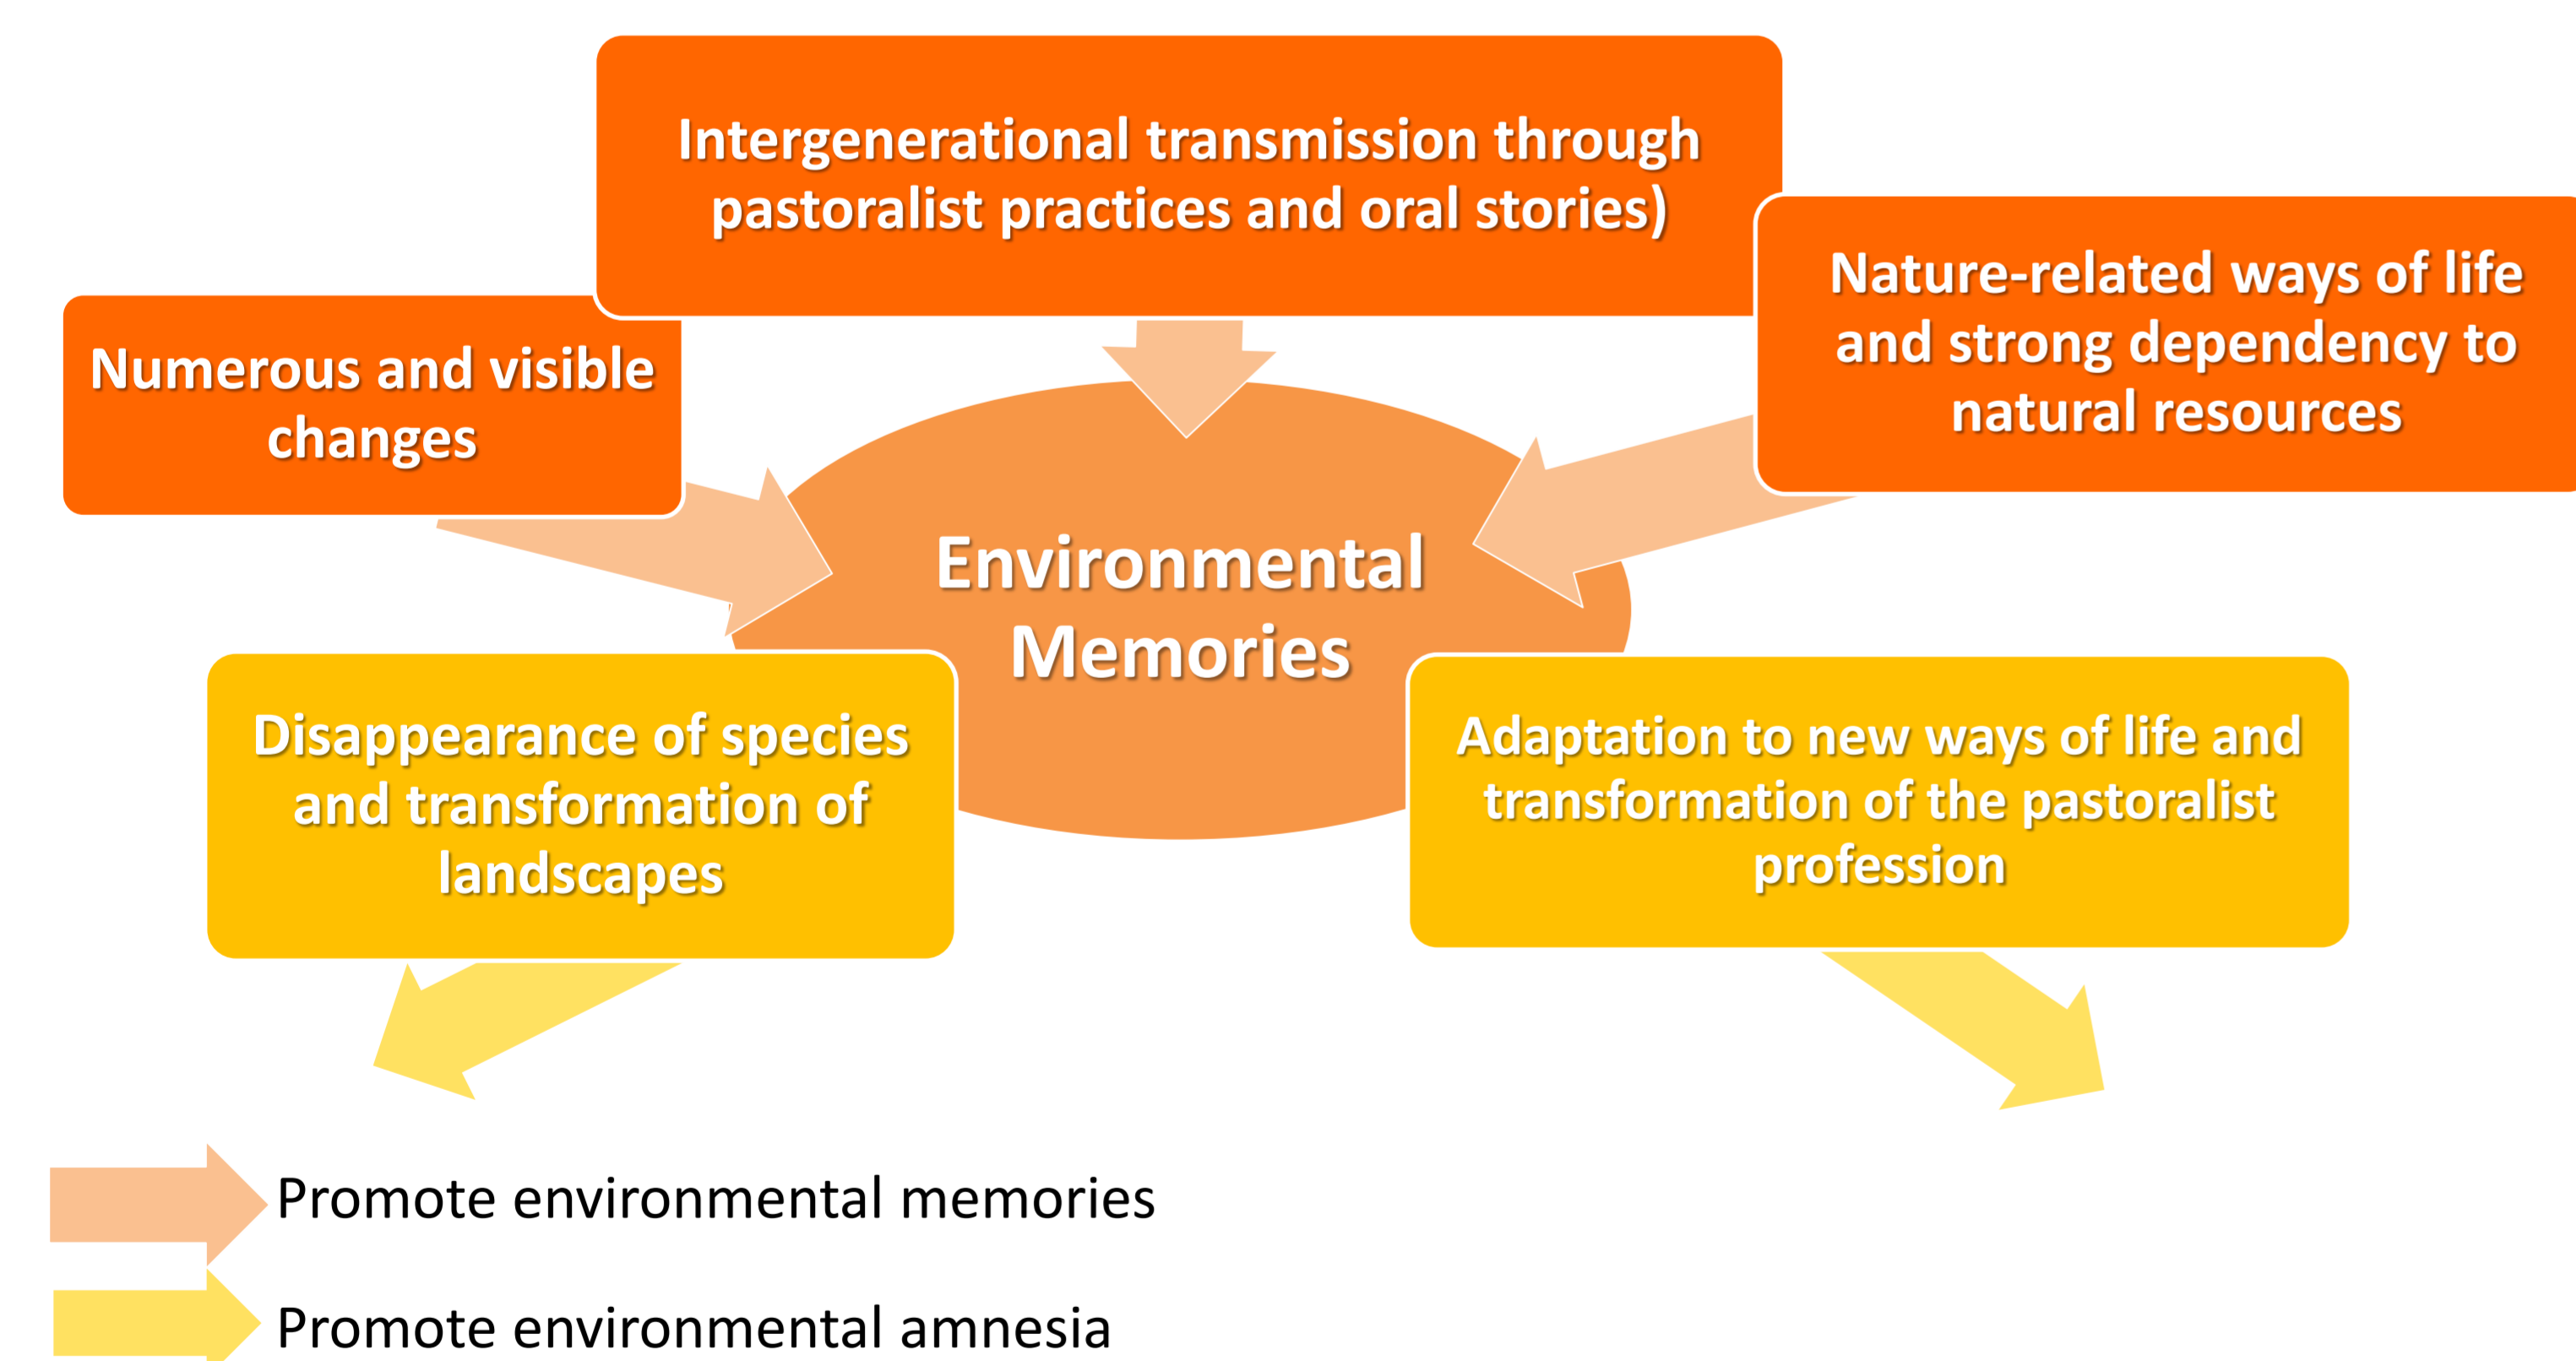 Intergenerational transmission through
pastoralist practices and oral stories)
Nature-related ways of life
and strong dependency to
natural resources
Numerous and visible
changes
Environmental
Memories
Disappearance of species
and transformation of
landscapes
Adaptation to new ways of life and
transformation of the pastoralist
profession
Promote environmental memories
Promote environmental amnesia